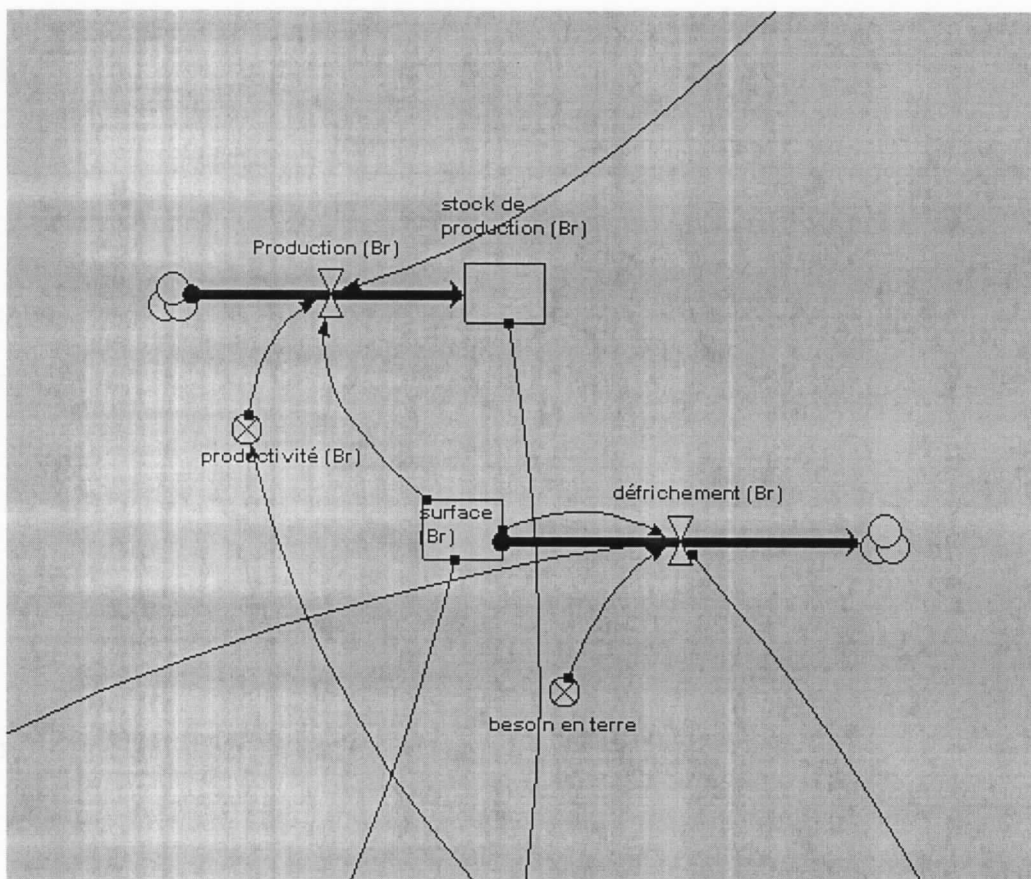 stock de
production (Br)
Production (Br)
productivité (Br)
surface
(Br)
défrichement (Br)
besoin en terre